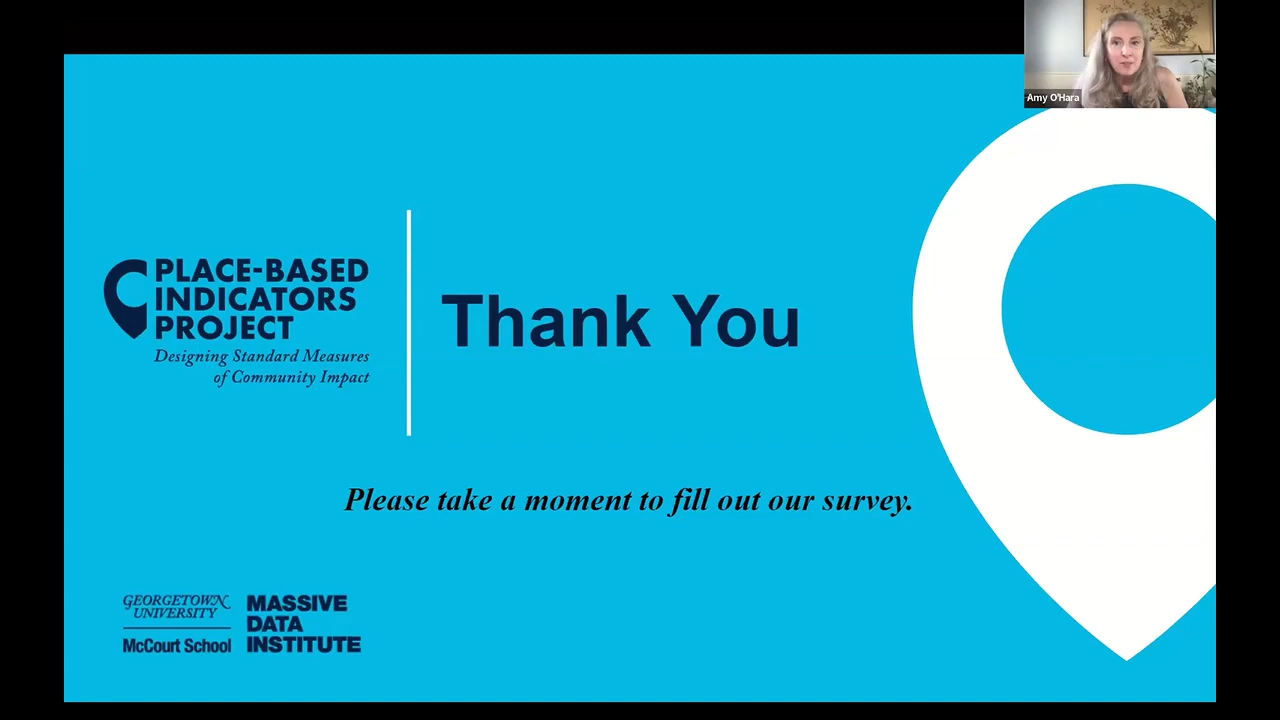 Amy O'Hara
PLACE-BASED
INDICATORS
PROJECT
Designing Standard Measures
of Community Impact
Thank You
Please take a moment to fill out our survey.
GEORGETOWN
UNIVERSITY
McCourt School
MASSIVE
DATA
INSTITUTE